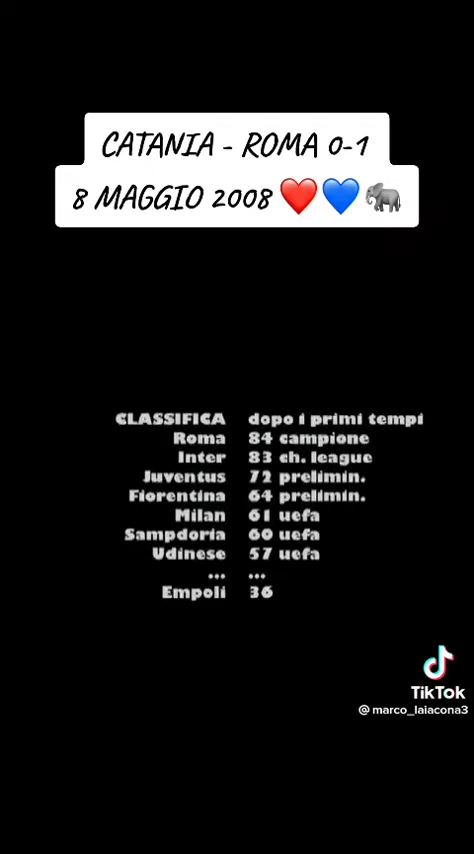 CATANIA - ROMA 0-1
8 MAGGIO 2008 ❤️💙🐘
CLASSIFICA dopo i primi tempi
Roma 84 campione
Inter 83 ch. league
Juventus 72 prelimin.
Fiorentina 64 prelimin.
Milan 61 uefa
Sampdoria 60 uefa
Udinese 57 uefa
... ...
Empoli 36
TikTok
@ marco_laiacona3